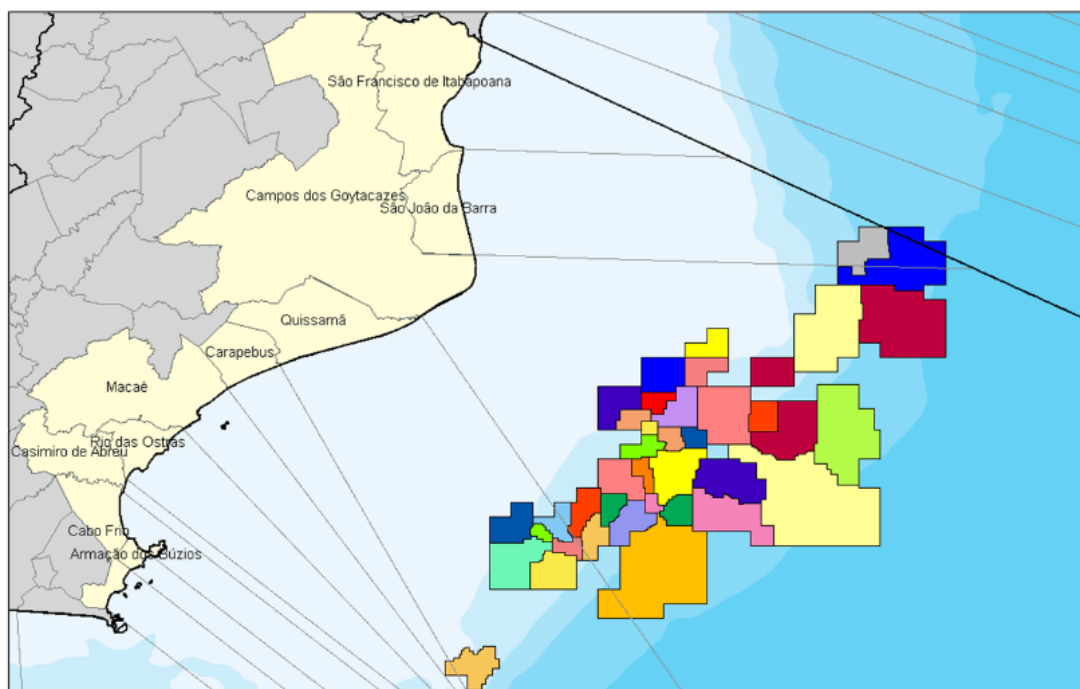 São Francisco de Itabapoana
Campos dos Goytacazes
São João da Barra
Quissamã
Carapebus
Macaé
Rio das Ostras
Casimiro de Abreu
Cabo Frio
Armação dos Búzios